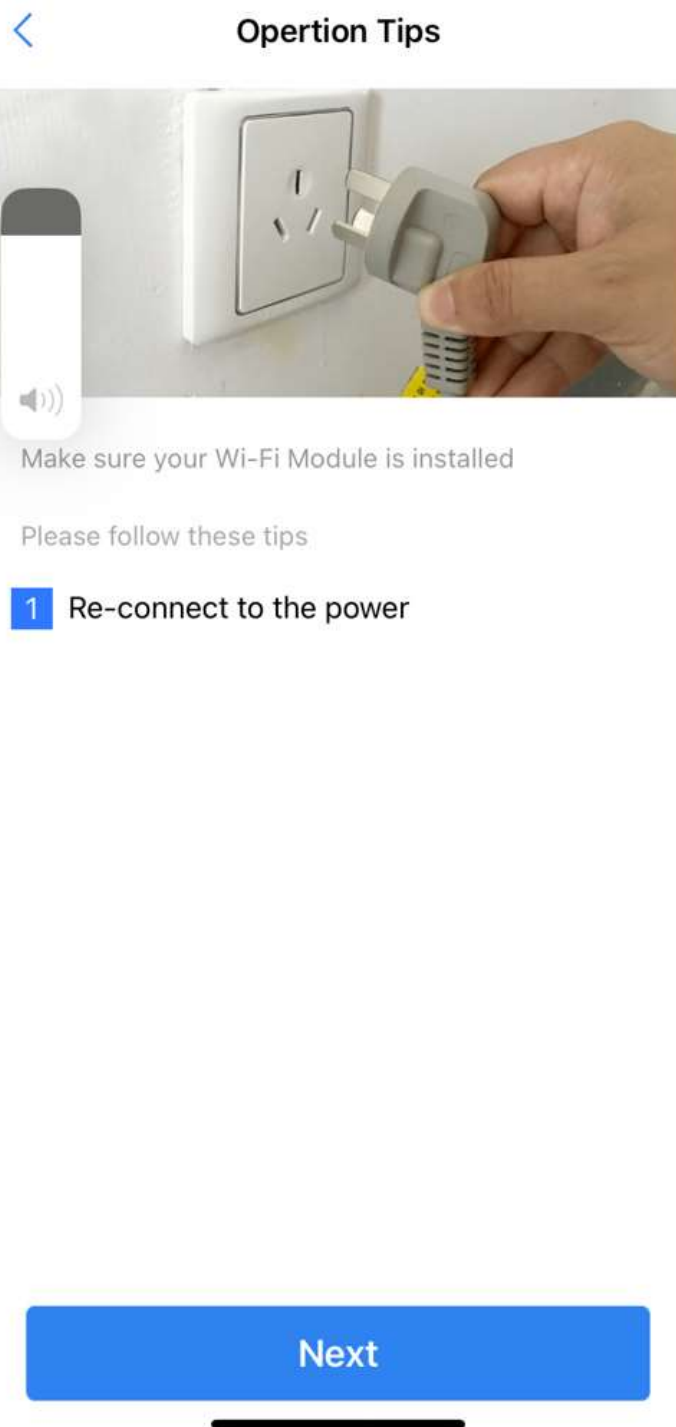 Opertion Tips
Make sure your Wi-Fi Module is installed
Please follow these tips
1 Re-connect to the power
Next